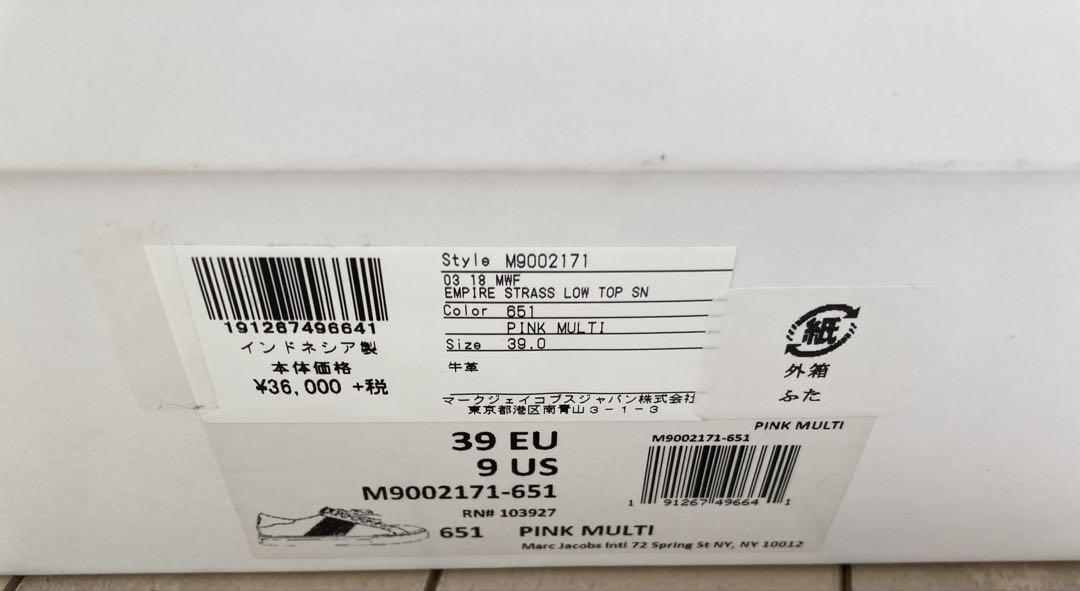 191267496641
インドネシア製
本体価格
¥36,000 +税
Style M9002171
03 18 MWF
EMPIRE STRASS LOW TOP SN
Color 651
PINK MULTI
Size 39.0
牛革
マークジェイコブスジャパン株式会社
東京都港区南青山3-1-3
紙
外箱
ふた
39 EU
9 US
M9002171-651
RN# 103927
651 PINK MULTI
Marc Jacobs Intl 72 Spring St NY, NY 10012
PINK MULTI
M9002171-651
1 91267 49664 1